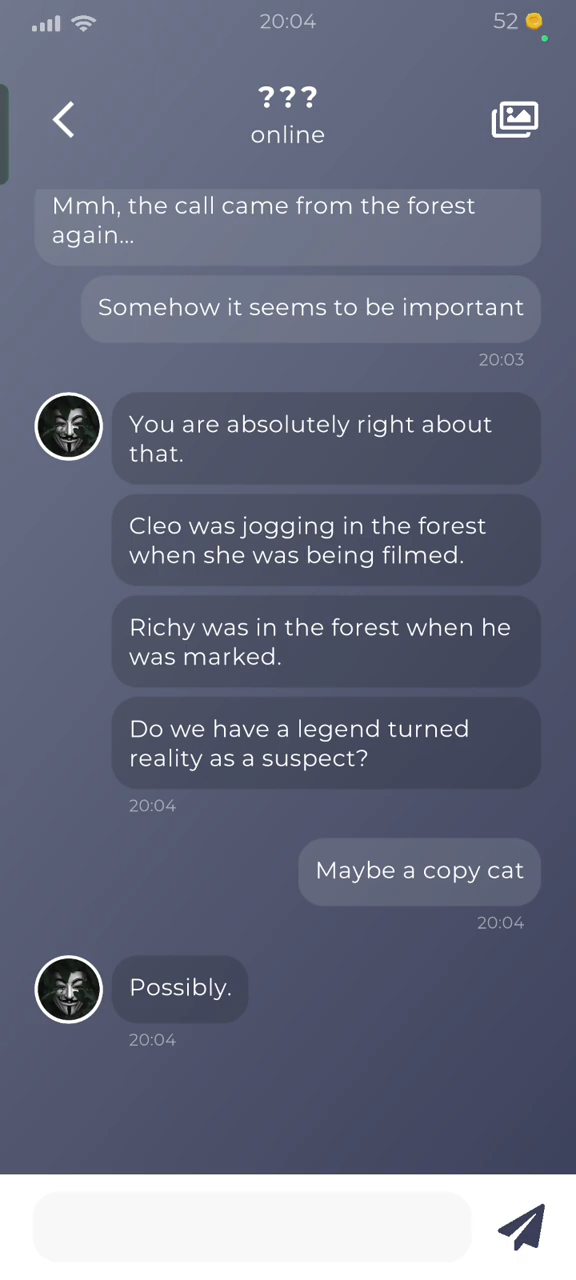 20:04
52
???
online
Mmh, the call came from the forest
again...
Somehow it seems to be important
20:03
You are absolutely right about
that.
Cleo was jogging in the forest
when she was being filmed.
Richy was in the forest when he
was marked.
Do we have a legend turned
reality as a suspect?
20:04
Maybe a copy cat
20:04
Possibly.
20:04